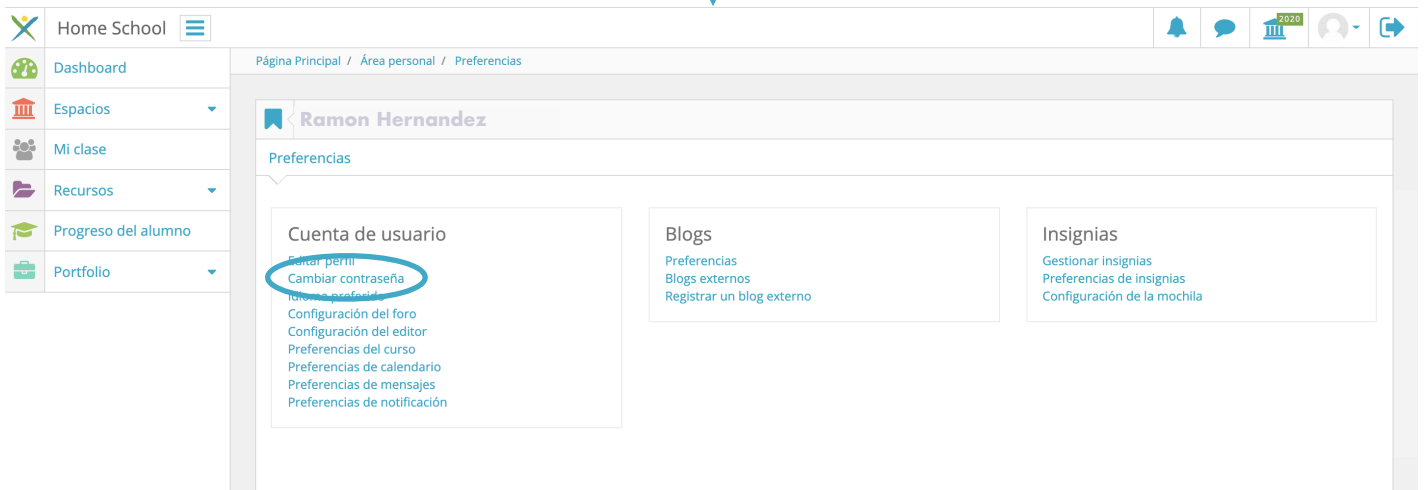 Home School
2020
Dashboard
Espacios
Mi clase
Recursos
Progreso del alumno
Portfolio
Página Principal / Área personal / Preferencias
Ramon Hernandez
Preferencias
Cuenta de usuario
Editar perfil
Cambiar contraseña
Idioma preferido
Configuración del foro
Configuración del editor
Preferencias del curso
Preferencias de calendario
Preferencias de mensajes
Preferencias de notificación
Blogs
Preferencias
Blogs externos
Registrar un blog externo
Insignias
Gestionar insignias
Preferencias de insignias
Configuración de la mochila